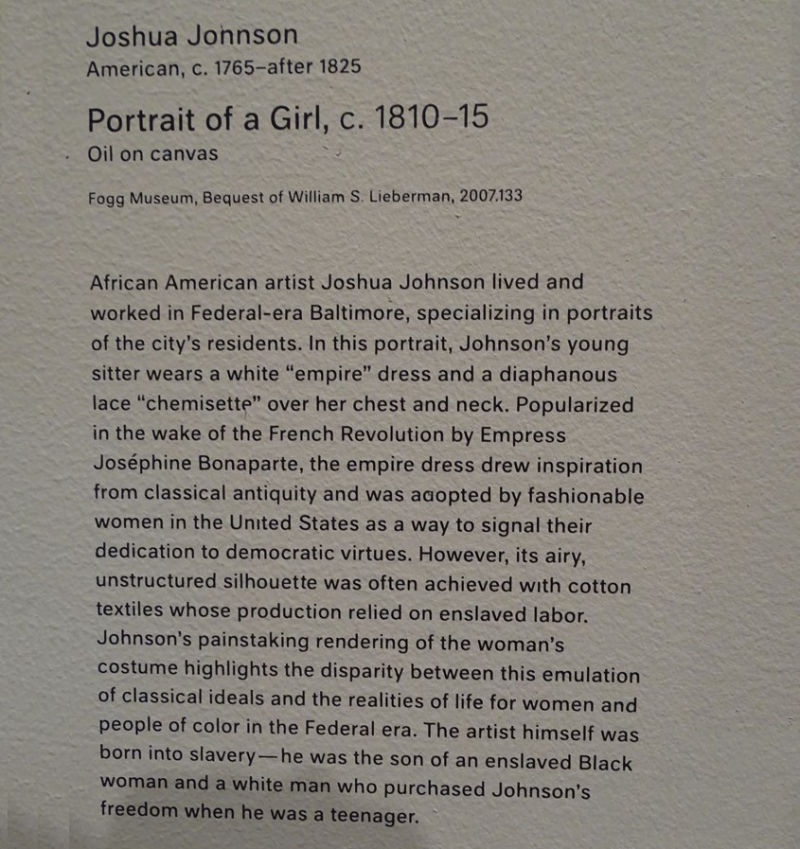 Joshua Johnson
American, c. 1765–after 1825
Portrait of a Girl, c. 1810–15
Oil on canvas
Fogg Museum, Bequest of William S. Lieberman, 2007.133
African American artist Joshua Johnson lived and
worked in Federal-era Baltimore, specializing in portraits
of the city's residents. In this portrait, Johnson's young
sitter wears a white “empire” dress and a diaphanous
lace “chemisette” over her chest and neck. Popularized
in the wake of the French Revolution by Empress
Joséphine Bonaparte, the empire dress drew inspiration
from classical antiquity and was adopted by fashionable
women in the United States as a way to signal their
dedication to democratic virtues. However, its airy,
unstructured silhouette was often achieved with cotton
textiles whose production relied on enslaved labor.
Johnson's painstaking rendering of the woman's
costume highlights the disparity between this emulation
of classical ideals and the realities of life for women and
people of color in the Federal era. The artist himself was
born into slavery—he was the son of an enslaved Black
woman and a white man who purchased Johnson's
freedom when he was a teenager.